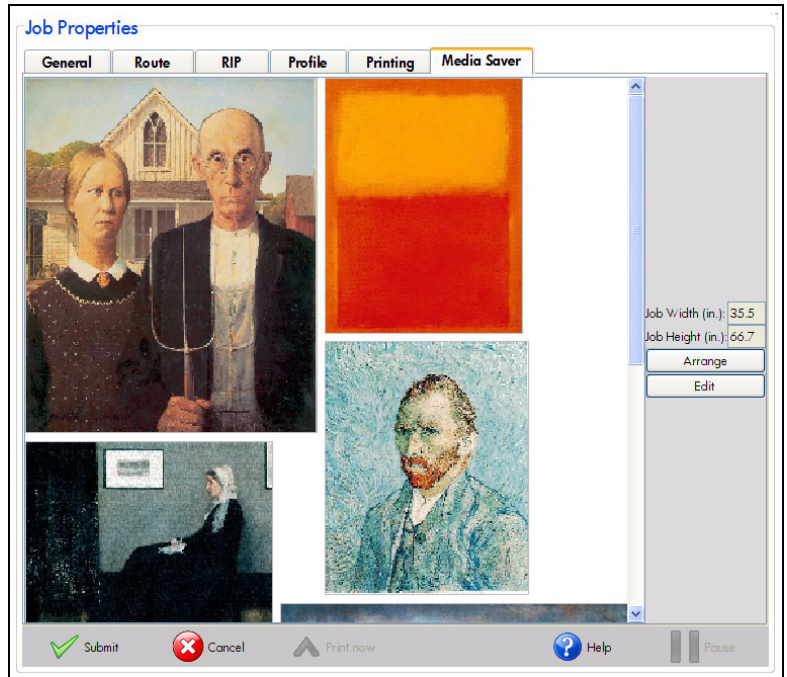 Job Properties
General Route RIP Profile Printing Media Saver
Job Width (in.): 35.5
Job Height (in.): 66.7
Arrange
Edit
Submit Cancel Print now Help Pause